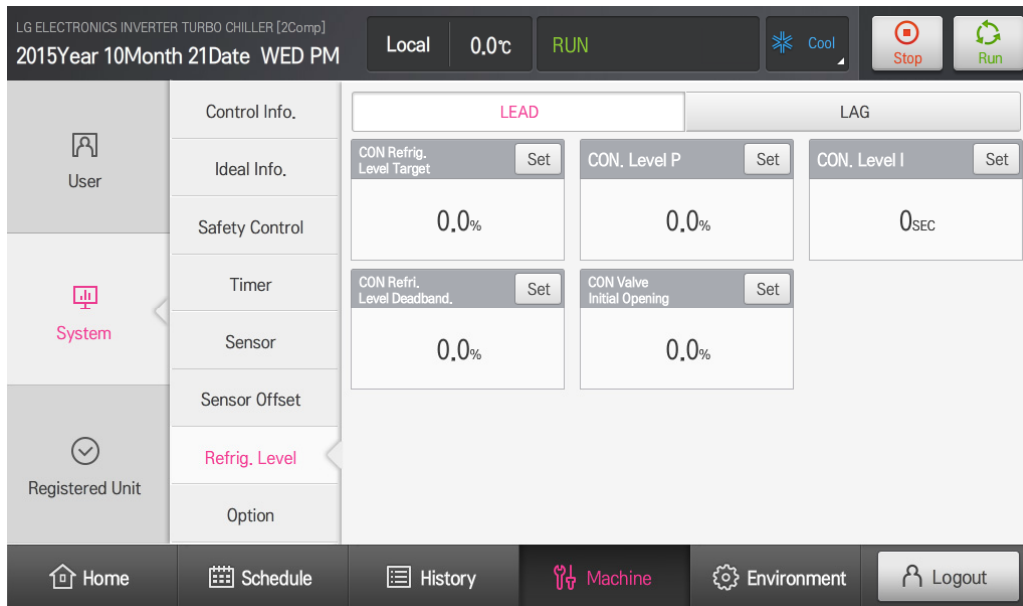 LG ELECTRONICS INVERTER TURBO CHILLER [2Comp]
2015Year 10Month 21Date WED PM
Local 0.0℃ RUN Cool
Stop Run
User
System
Registered Unit
Control Info.
Ideal Info.
Safety Control
Timer
Sensor
Sensor Offset
Refrig. Level
Option
LEAD LAG
CON Refrig.
Level Target
Set
0.0%
CON. Level P Set
0.0%
CON. Level I Set
0SEC
CON Refri.
Level Deadband.
Set
0.0%
CON Valve
Initial Opening
Set
0.0%
Home Schedule History Machine Environment Logout